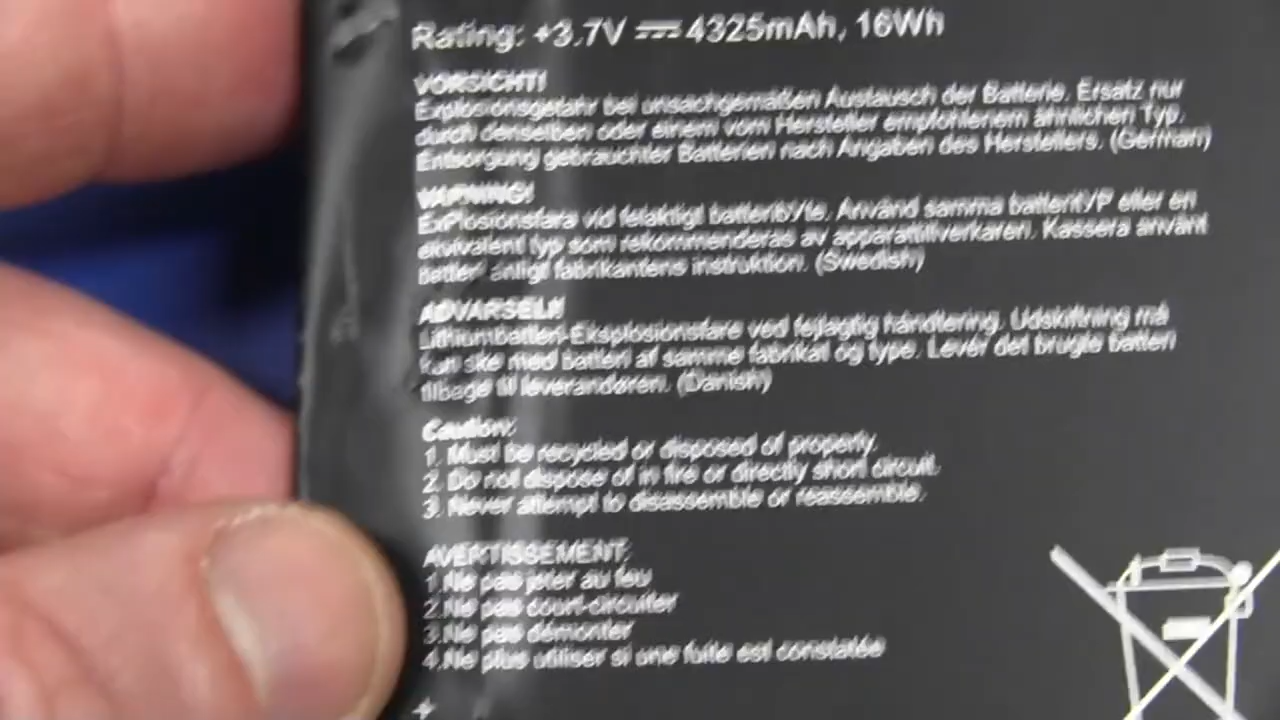 Rating: +3.7V ⎓ 4325mAh, 16Wh
VORSICHT!
Explosionsgefahr bei unsachgemäßen Austausch der Batterie. Ersatz nur
durch denselben oder einem vom Hersteller empfohlenem ähnlichen Typ.
Entsorgung gebrauchter Batterien nach Angaben des Herstellers. (German)
VARNING!
ExPlosionsfara vid felaktigt batteribyte. Använd samma batterityP eller en
ekvivalent typ som rekommenderas av apparattillverkaren. Kassera använt
batteri enligt fabrikantens instruktion. (Swedish)
ADVARSEL!
Lithiumbatteri-Eksplosionsfare ved fejlagtig håndtering. Udskiftning må
kun ske med batteri af samme fabrikat og type. Lever det brugte batteri
tilbage til leverandøren. (Danish)
Caution:
1. Must be recycled or disposed of properly.
2. Do not dispose of in fire or directly short circuit.
3. Never attempt to disassemble or reassemble.
AVERTISSEMENT:
1.Ne pas jeter au feu
2.Ne pas court-circuiter
3.Ne pas démonter
4.Ne plus utiliser si une fuite est constatée
+